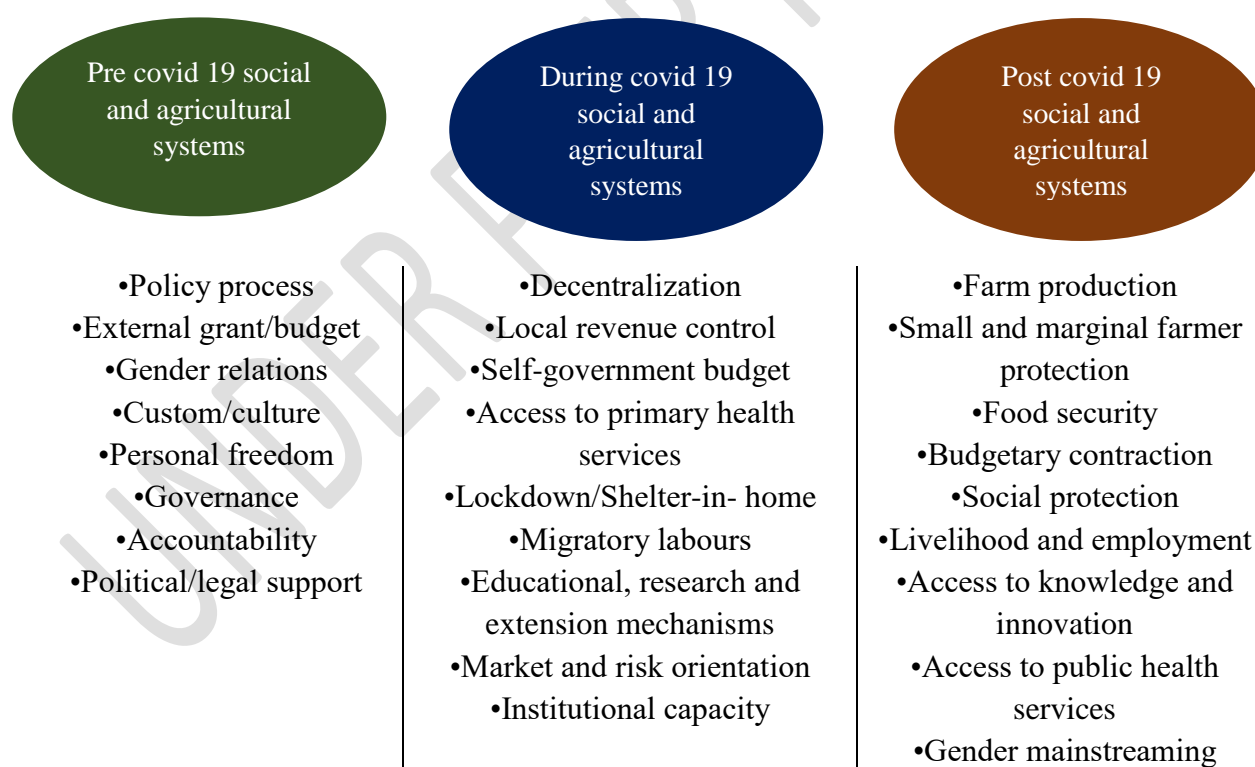 Pre covid 19 social
and agricultural
systems
During covid 19
social and
agricultural
systems
Post covid 19
social and
agricultural
systems
•Policy process
•External grant/budget
•Gender relations
•Custom/culture
•Personal freedom
•Governance
•Accountability
•Political/legal support
•Decentralization
•Local revenue control
•Self-government budget
•Access to primary health
services
•Lockdown/Shelter-in- home
•Migratory labours
•Educational, research and
extension mechanisms
•Market and risk orientation
•Institutional capacity
•Farm production
•Small and marginal farmer
protection
•Food security
•Budgetary contraction
•Social protection
•Livelihood and employment
•Access to knowledge and
innovation
•Access to public health
services
•Gender mainstreaming
UNDER